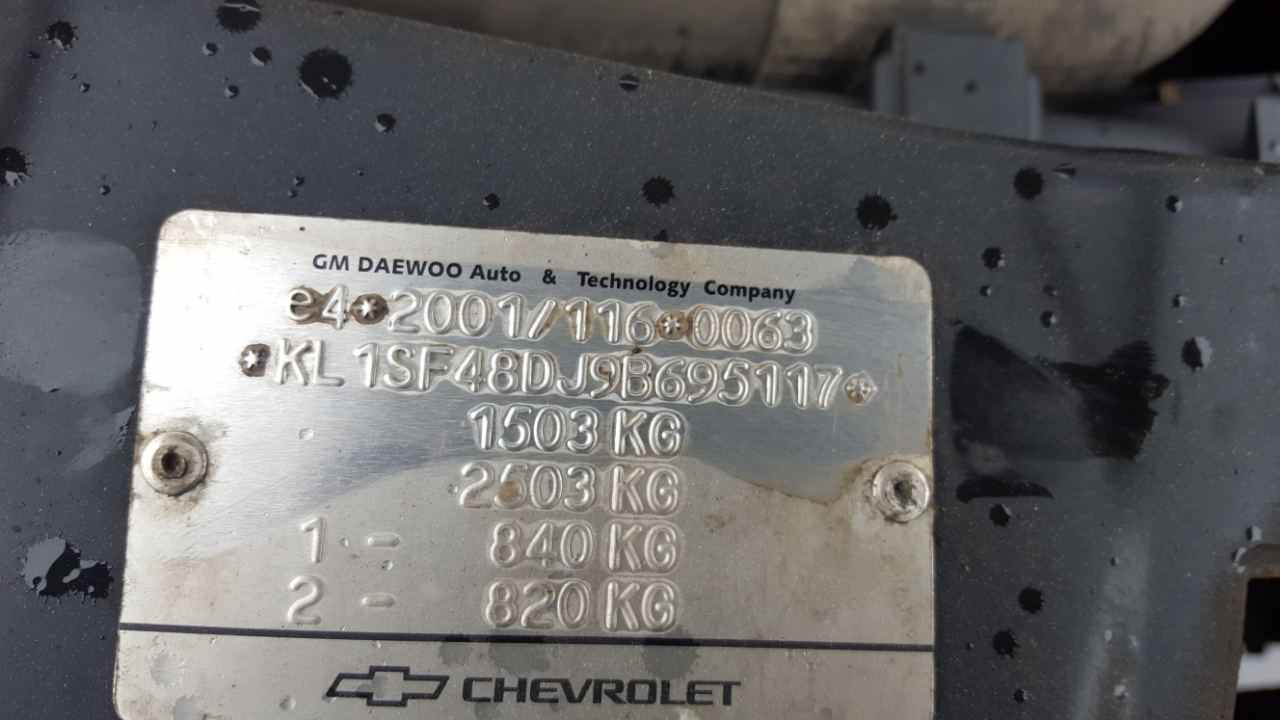 GM DAEWOO Auto & Technology Company
e4*2001/116*0063
*KL1SF48DJ9B695117*
1503 KG
2603 KG
1 - 840 KG
2 - 820 KG
CHEVROLET